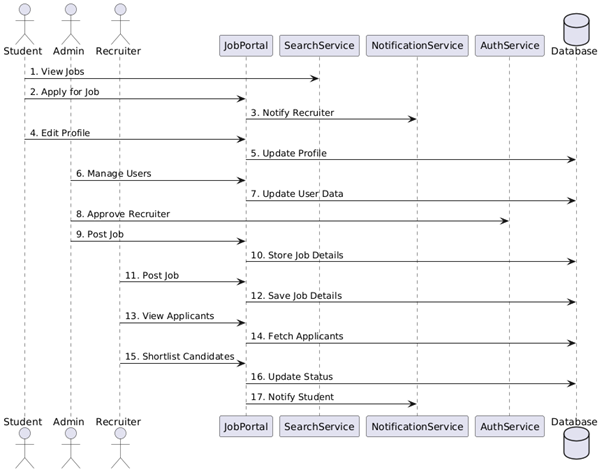 Student Admin Recruiter JobPortal SearchService NotificationService AuthService Database
1. View Jobs
2. Apply for Job
3. Notify Recruiter
4. Edit Profile
5. Update Profile
6. Manage Users
7. Update User Data
8. Approve Recruiter
9. Post Job
10. Store Job Details
11. Post Job
12. Save Job Details
13. View Applicants
14. Fetch Applicants
15. Shortlist Candidates
16. Update Status
17. Notify Student
Student Admin Recruiter JobPortal SearchService NotificationService AuthService Database